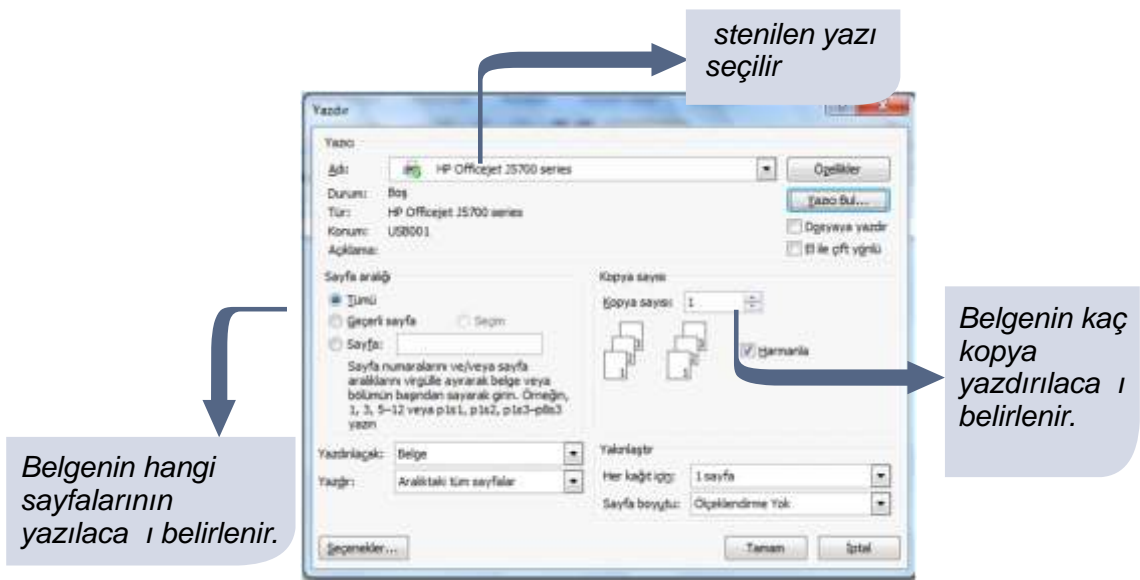 stenilen yazı
seçilir
Yazdır
Yazıcı
Adı: HP Officejet J5700 series Özellikler
Durum: Boş Yazıcı Bul...
Tür: HP Officejet J5700 series
Konum: USB001 Dosyaya yazdır
Açıklama: El ile çift yönlü
Sayfa aralığı
Tümü
Geçerli sayfa Seçim
Sayfa:
Sayfa numaralarını ve/veya sayfa
aralıklarını virgülle ayırarak belge veya
bölümün başından sayarak girin. Örneğin,
1, 3, 5–12 veya p1s1, p1s2, p1s3–p8s3
yazın
Kopya sayısı
Kopya sayısı: 1
Harmanla
Yazdırılacak: Belge
Yazdır: Aralıktaki tüm sayfalar
Yakınlaştır
Her kağıt için: 1 sayfa
Sayfa boyutu: Ölçeklendirme Yok
Seçenekler... Tamam İptal
Belgenin kaç
kopya
yazdırılaca ı
belirlenir.
Belgenin hangi
sayfalarının
yazılaca ı belirlenir.